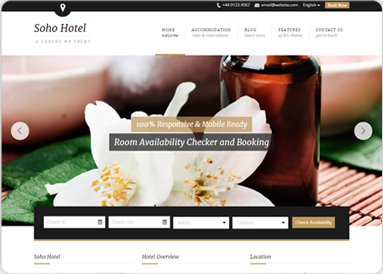 +44 0123 4567 email@website.com English Book Now
Soho Hotel
A LUXURY WP THEME
HOME ACCOMMODATION BLOG FEATURES CONTACT US
welcome rates & reservations latest news of this theme get in touch
100% Responsive & Mobile Ready
Room Availability Checker and Booking
Check In Check Out Adults Children Check Availability
Soho Hotel Hotel Overview Location